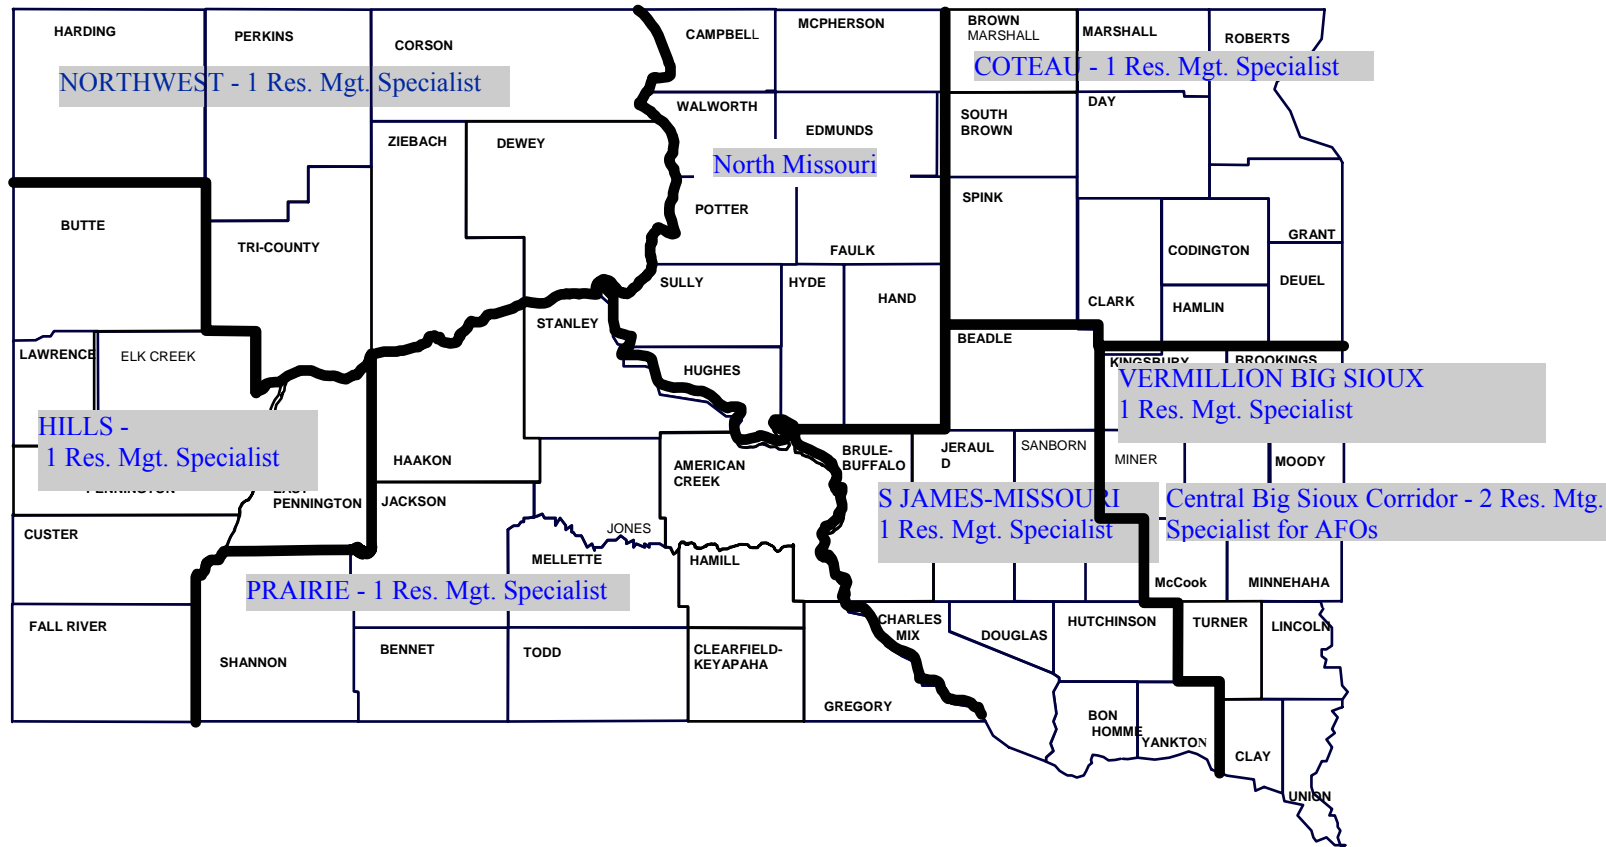 HARDING
PERKINS
CORSON
CAMPBELL
MCPHERSON
BROWN
MARSHALL
MARSHALL
ROBERTS
NORTHWEST - 1 Res. Mgt. Specialist
COTEAU - 1 Res. Mgt. Specialist
WALWORTH
EDMUNDS
SOUTH
BROWN
DAY
ZIEBACH
DEWEY
North Missouri
BUTTE
TRI-COUNTY
POTTER
FAULK
SPINK
CODINGTON
GRANT
SULLY
HYDE
HAND
CLARK
HAMLIN
DEUEL
STANLEY
LAWRENCE
ELK CREEK
HUGHES
BEADLE
KINGSBURY
BROOKINGS
VERMILLION BIG SIOUX
1 Res. Mgt. Specialist
HILLS -
1 Res. Mgt. Specialist
HAAKON
AMERICAN
CREEK
BRULE-
BUFFALO
JERAUL
D
SANBORN
MINER
MOODY
PENNINGTON
EAST
PENNINGTON
JACKSON
S JAMES-MISSOURI
1 Res. Mgt. Specialist
Central Big Sioux Corridor - 2 Res. Mtg.
Specialist for AFOs
CUSTER
JONES
MELLETTE
HAMILL
McCook
MINNEHAHA
PRAIRIE - 1 Res. Mgt. Specialist
FALL RIVER
SHANNON
BENNET
TODD
CLEARFIELD-
KEYAPAHA
GREGORY
CHARLES
MIX
DOUGLAS
HUTCHINSON
TURNER
LINCOLN
BON
HOMME
YANKTON
CLAY
UNION